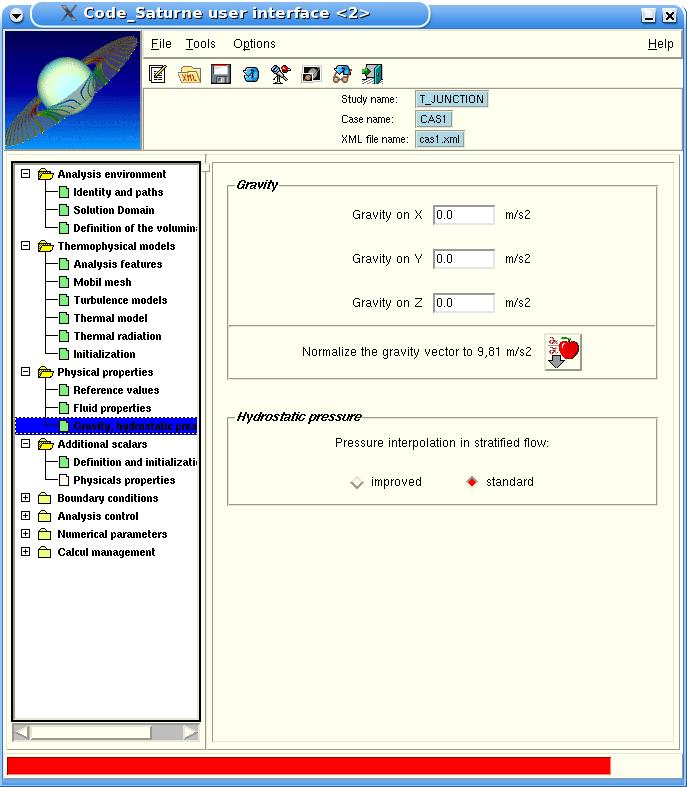 Code_Saturne user interface <2>
File Tools Options Help
XML
Study name: T_JUNCTION
Case name: CAS1
XML file name: cas1.xml
Analysis environment
Identity and paths
Solution Domain
Definition of the volumin
Thermophysical models
Analysis features
Mobil mesh
Turbulence models
Thermal model
Thermal radiation
Initialization
Physical properties
Reference values
Fluid properties
Gravity, hydrostatic pres
Additional scalars
Definition and initializati
Physicals properties
Boundary conditions
Analysis control
Numerical parameters
Calcul management
Gravity
Gravity on X 0.0 m/s2
Gravity on Y 0.0 m/s2
Gravity on Z 0.0 m/s2
Normalize the gravity vector to 9,81 m/s2
Hydrostatic pressure
Pressure interpolation in stratified flow:
improved standard